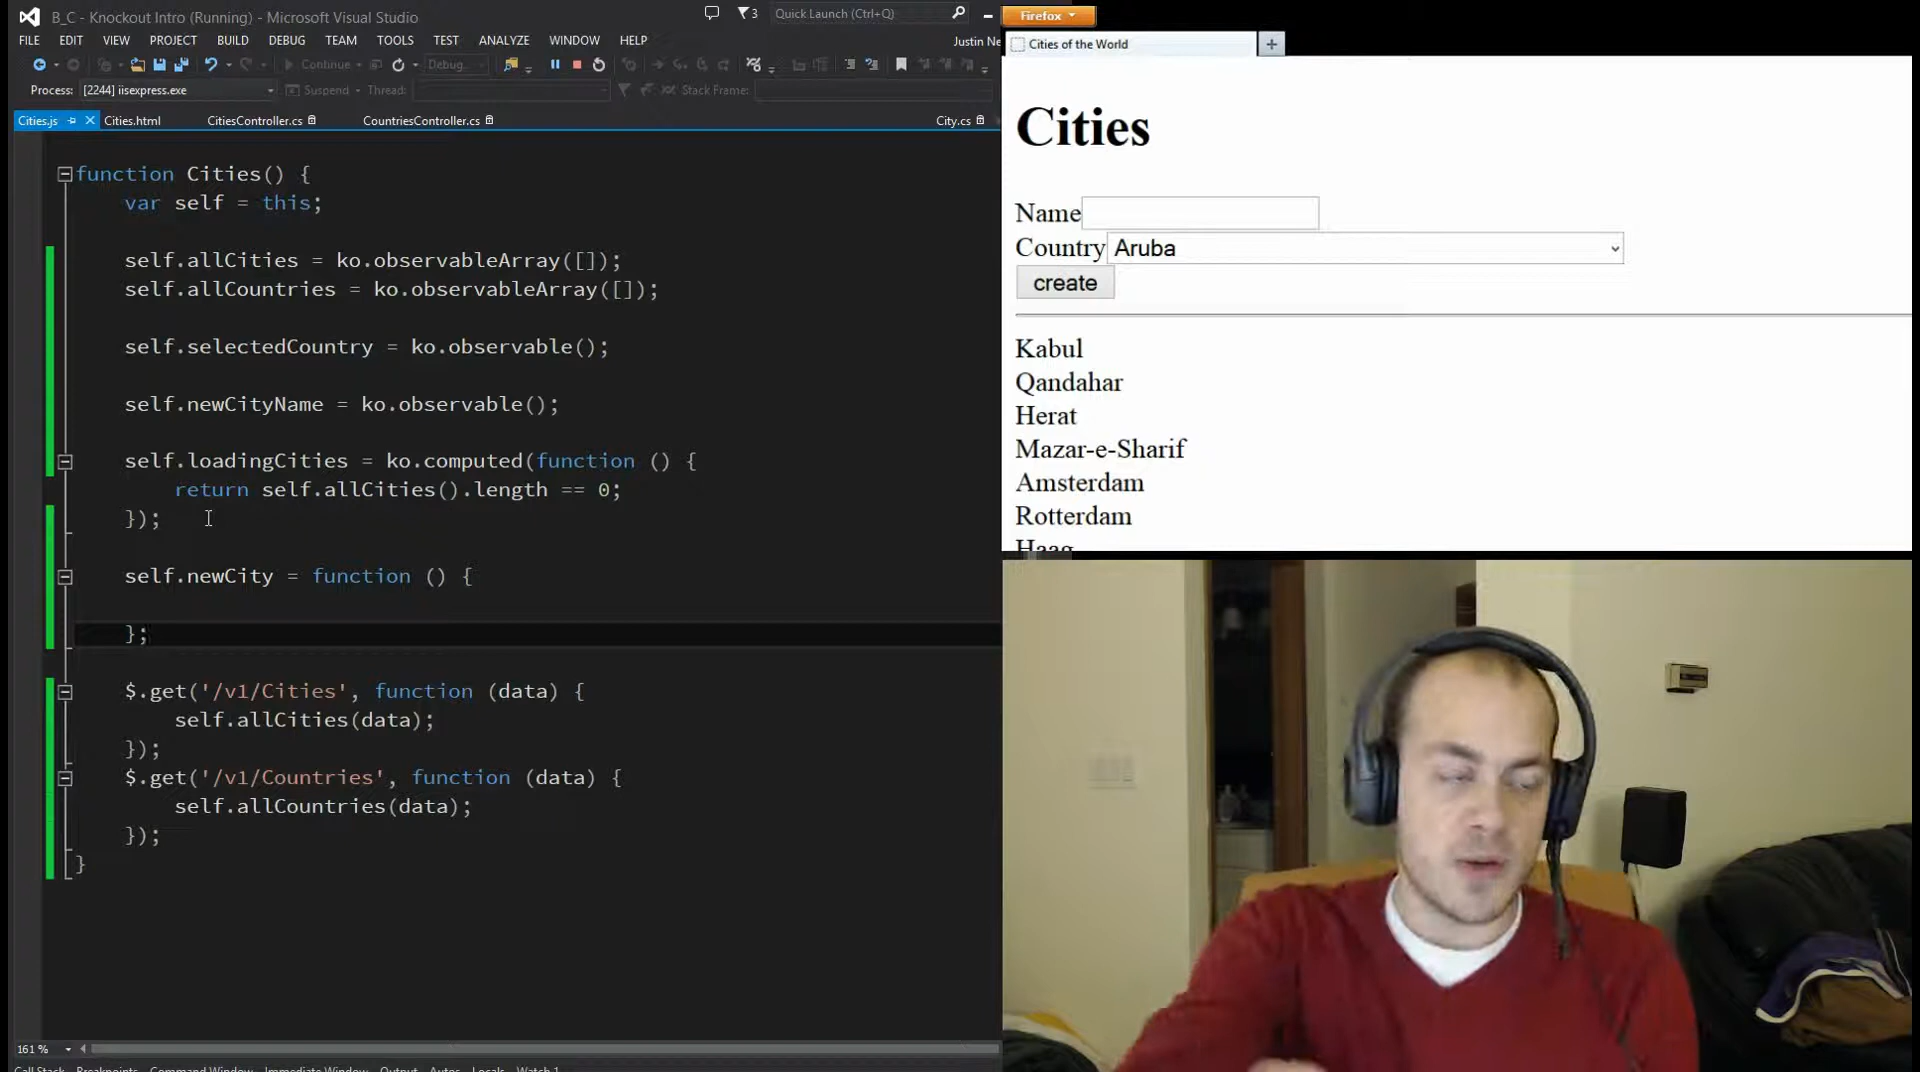 B_C - Knockout Intro (Running) - Microsoft Visual Studio
3
Quick Launch (Ctrl+Q)
FILE EDIT VIEW PROJECT BUILD DEBUG TEAM TOOLS TEST ANALYZE WINDOW HELP
Justin Ne
Continue
Debug
Process: [2244] iisexpress.exe
Suspend
Thread:
Stack Frame:
Cities.js Cities.html CitiesController.cs CountriesController.cs City.cs
function Cities() {
var self = this;
self.allCities = ko.observableArray([]);
self.allCountries = ko.observableArray([]);
self.selectedCountry = ko.observable();
self.newCityName = ko.observable();
self.loadingCities = ko.computed(function () {
return self.allCities().length == 0;
});
self.newCity = function () {
};
$.get('/v1/Cities', function (data) {
self.allCities(data);
});
$.get('/v1/Countries', function (data) {
self.allCountries(data);
});
}
161 %
Call Stack Breakpoints Command Window Immediate Window Output Autos Locals Watch 1
Firefox
Cities of the World
Cities
Name
Country Aruba
create
Kabul
Qandahar
Herat
Mazar-e-Sharif
Amsterdam
Rotterdam
Haag